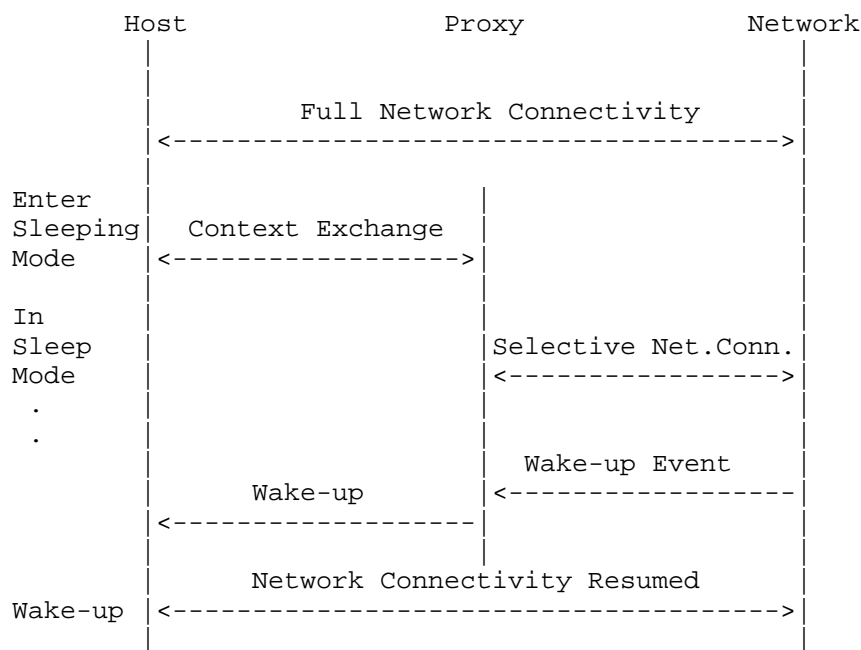 Host Proxy Network
Full Network Connectivity
Enter
Sleeping Context Exchange
Mode
In
Sleep Selective Net.Conn.
Mode
.
.
Wake-up Event
Wake-up
Network Connectivity Resumed
Wake-up